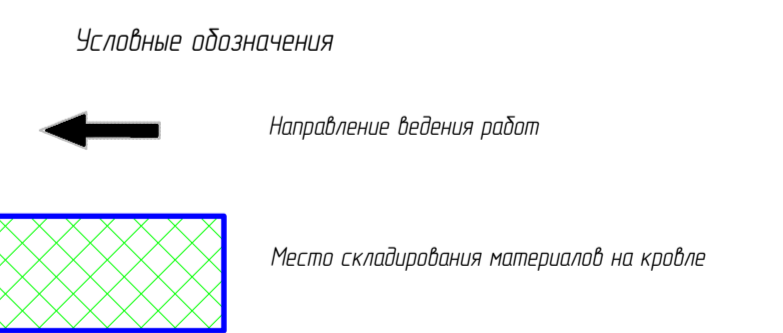 Условные обозначения
Направление ведения работ
Место складирования материалов на кровле